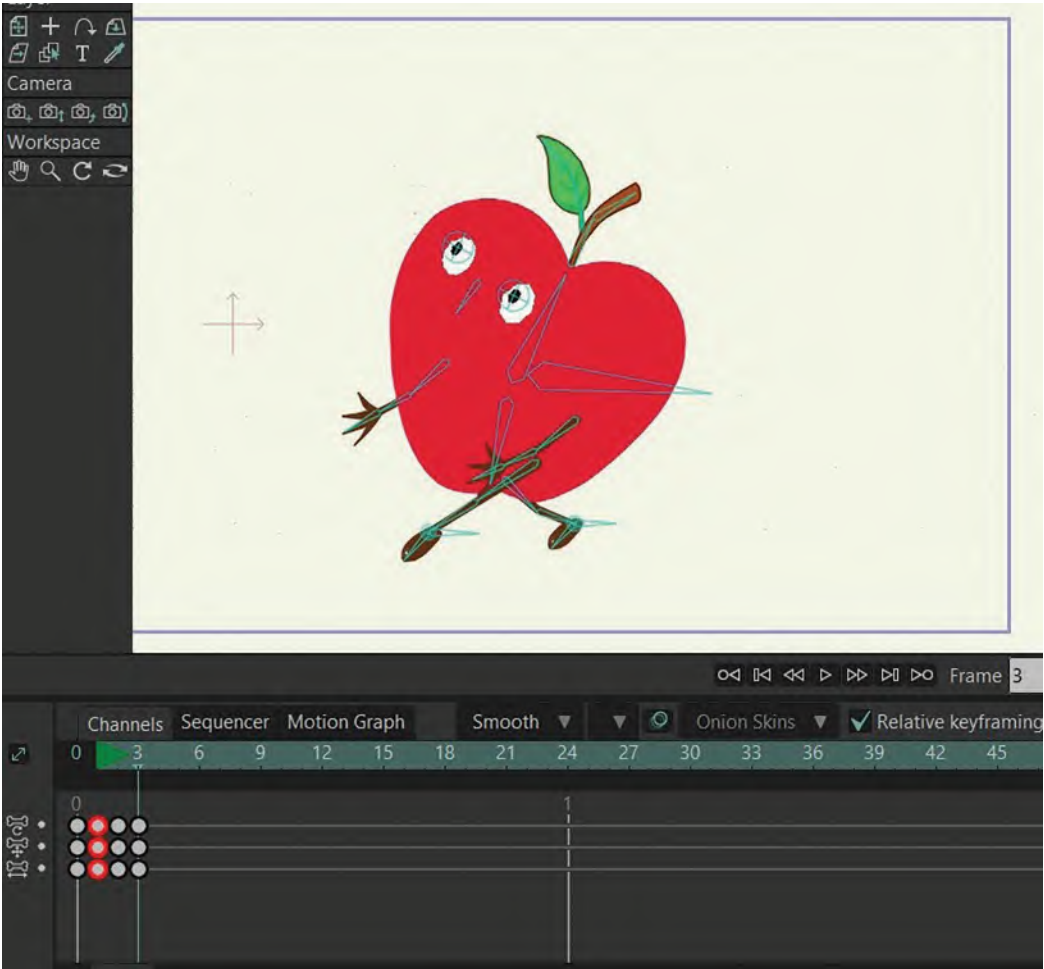 Layer
T
Camera
Workspace
Frame 3
Channels Sequencer Motion Graph Smooth Onion Skins Relative keyframing
0 3 6 9 12 15 18 21 24 27 30 33 36 39 42 45
0 1